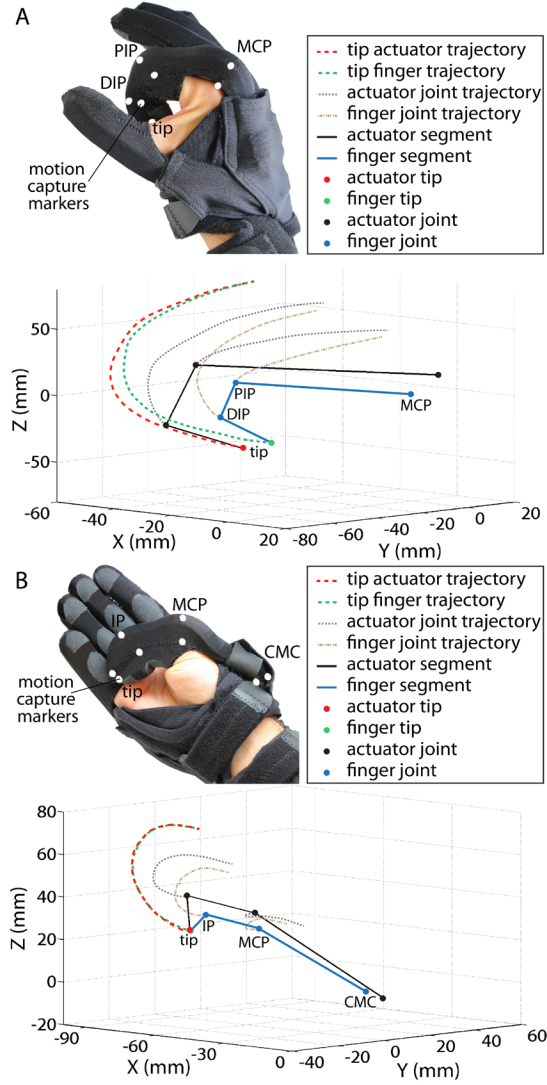 A
PIP
MCP
DIP
tip
motion
capture
markers
tip actuator trajectory
tip finger trajectory
actuator joint trajectory
finger joint trajectory
actuator segment
finger segment
actuator tip
finger tip
actuator joint
finger joint
50
0
-50
Z (mm)
PIP
MCP
DIP
tip
-60
-40
-20
0
20
X (mm)
-80
-60
-40
-20
0
20
Y (mm)
B
MCP
IP
CMC
motion
capture
markers
tip
tip actuator trajectory
tip finger trajectory
actuator joint trajectory
finger joint trajectory
actuator segment
finger segment
actuator tip
finger tip
actuator joint
finger joint
80
60
40
20
0
-20
Z (mm)
tip
IP
MCP
CMC
-90
-60
-30
0
X (mm)
-40
-20
0
20
40
60
Y (mm)